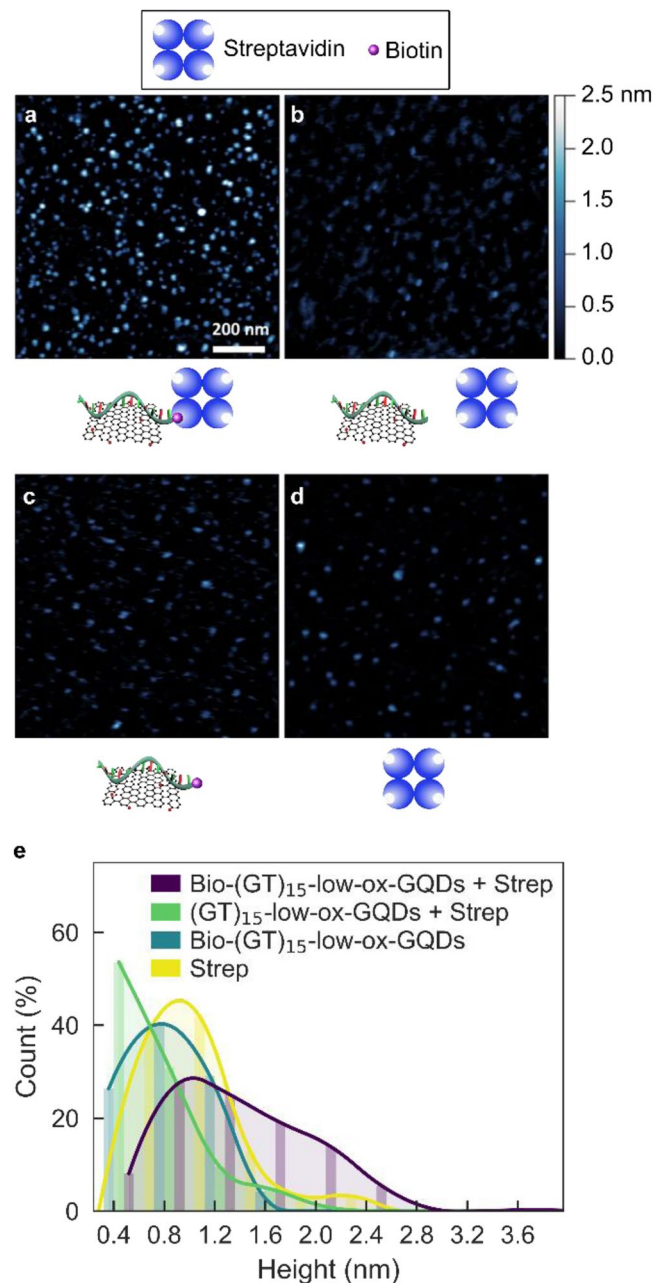 Streptavidin
Biotin
a
b
2.5 nm
2.0
1.5
1.0
0.5
0.0
200 nm
c
d
e
Bio-(GT)₁₅-low-ox-GQDs + Strep
(GT)₁₅-low-ox-GQDs + Strep
Bio-(GT)₁₅-low-ox-GQDs
Strep
Count (%)
60
40
20
0
0.4 0.8 1.2 1.6 2.0 2.4 2.8 3.2 3.6
Height (nm)